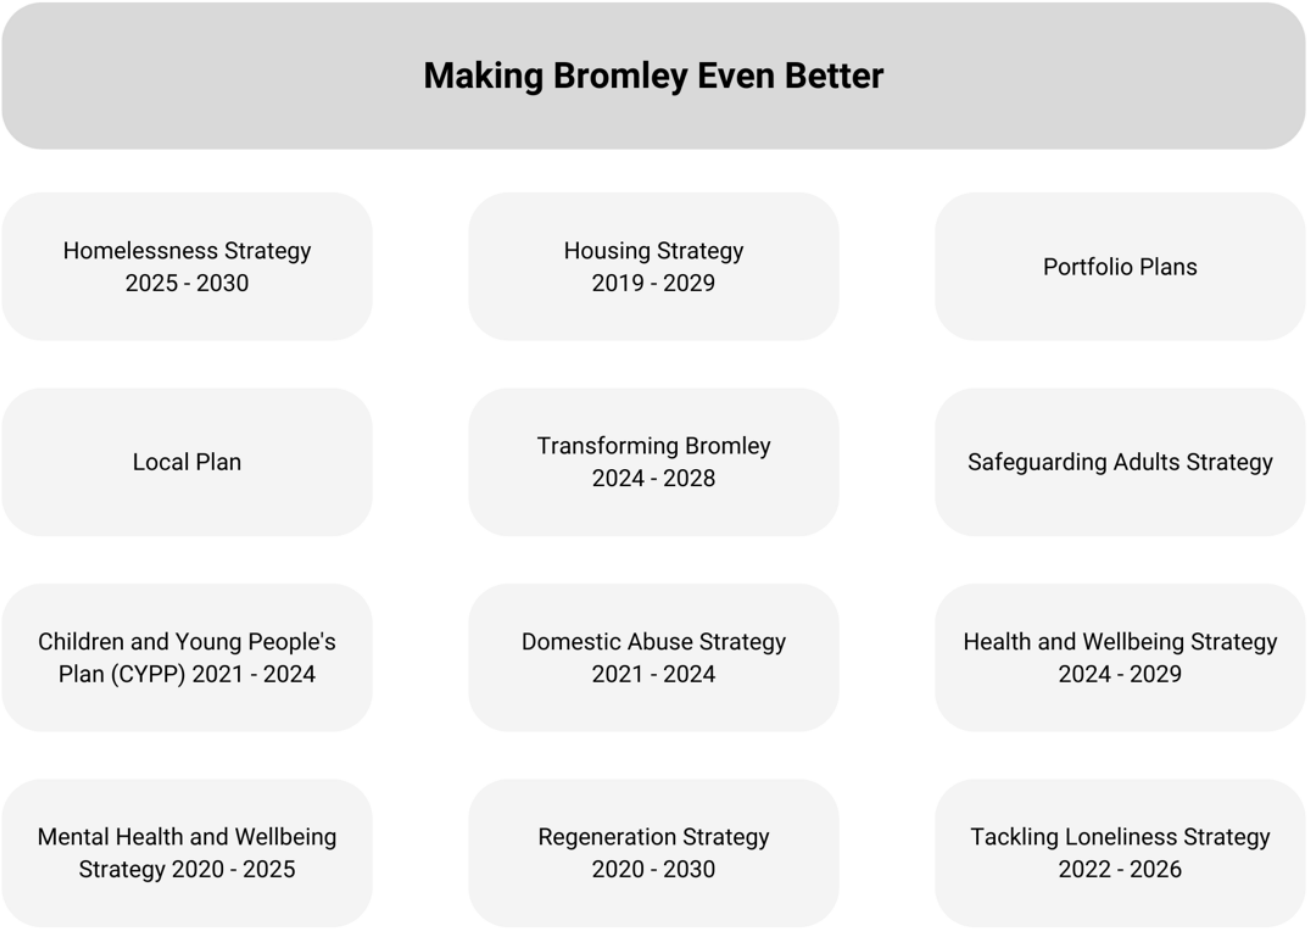 Making Bromley Even Better
Homelessness Strategy
2025 - 2030
Housing Strategy
2019 - 2029
Portfolio Plans
Local Plan
Transforming Bromley
2024 - 2028
Safeguarding Adults Strategy
Children and Young People's
Plan (CYPP) 2021 - 2024
Domestic Abuse Strategy
2021 - 2024
Health and Wellbeing Strategy
2024 - 2029
Mental Health and Wellbeing
Strategy 2020 - 2025
Regeneration Strategy
2020 - 2030
Tackling Loneliness Strategy
2022 - 2026